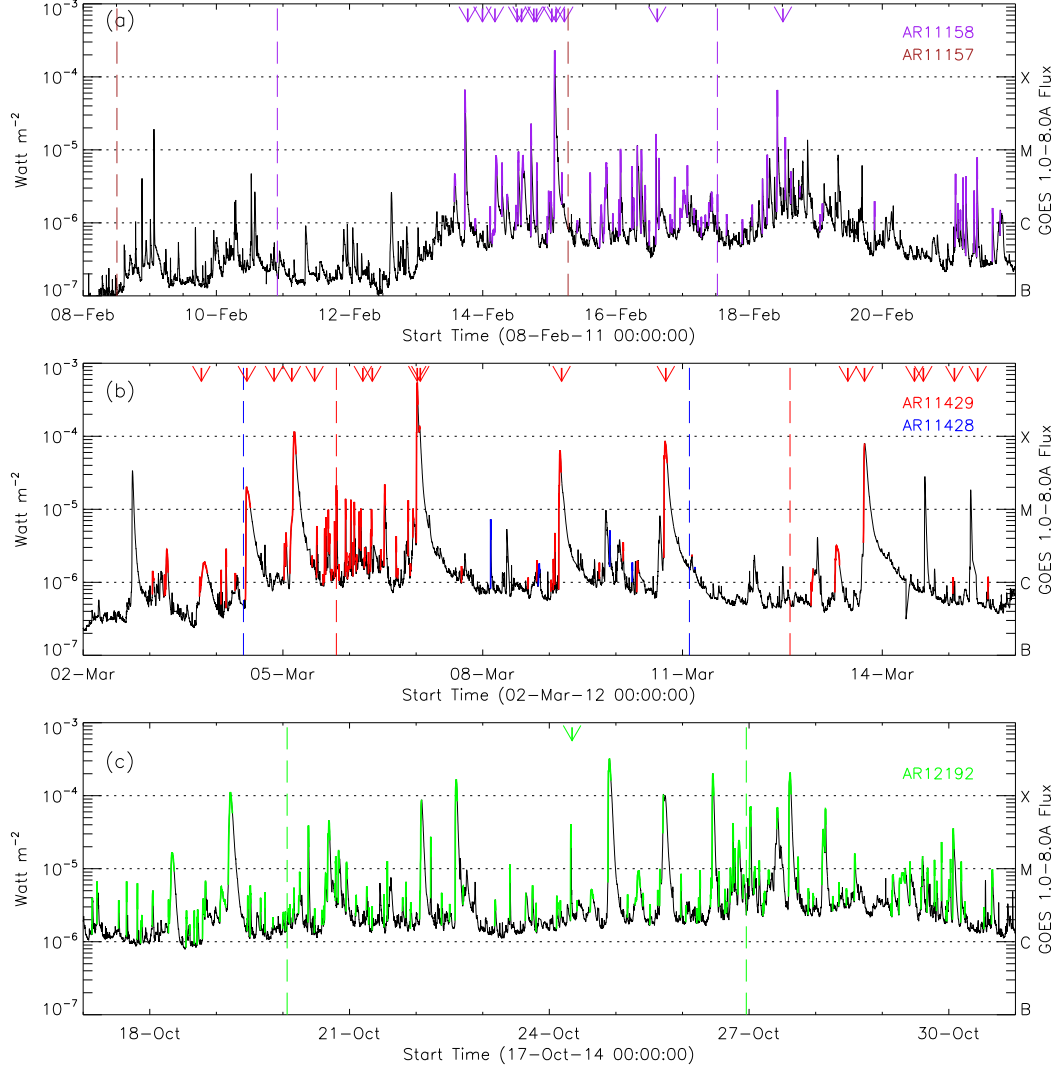 (a)
AR11158
AR11157
10⁻³
10⁻⁴
10⁻⁵
10⁻⁶
10⁻⁷
Watt m⁻²
X
M
C
B
GOES 1.0-8.0A Flux
08-Feb
10-Feb
12-Feb
14-Feb
16-Feb
18-Feb
20-Feb
Start Time (08-Feb-11 00:00:00)
(b)
AR11429
AR11428
10⁻³
10⁻⁴
10⁻⁵
10⁻⁶
10⁻⁷
Watt m⁻²
X
M
C
B
GOES 1.0-8.0A Flux
02-Mar
05-Mar
08-Mar
11-Mar
14-Mar
Start Time (02-Mar-12 00:00:00)
(c)
AR12192
10⁻³
10⁻⁴
10⁻⁵
10⁻⁶
10⁻⁷
Watt m⁻²
X
M
C
B
GOES 1.0-8.0A Flux
18-Oct
21-Oct
24-Oct
27-Oct
30-Oct
Start Time (17-Oct-14 00:00:00)